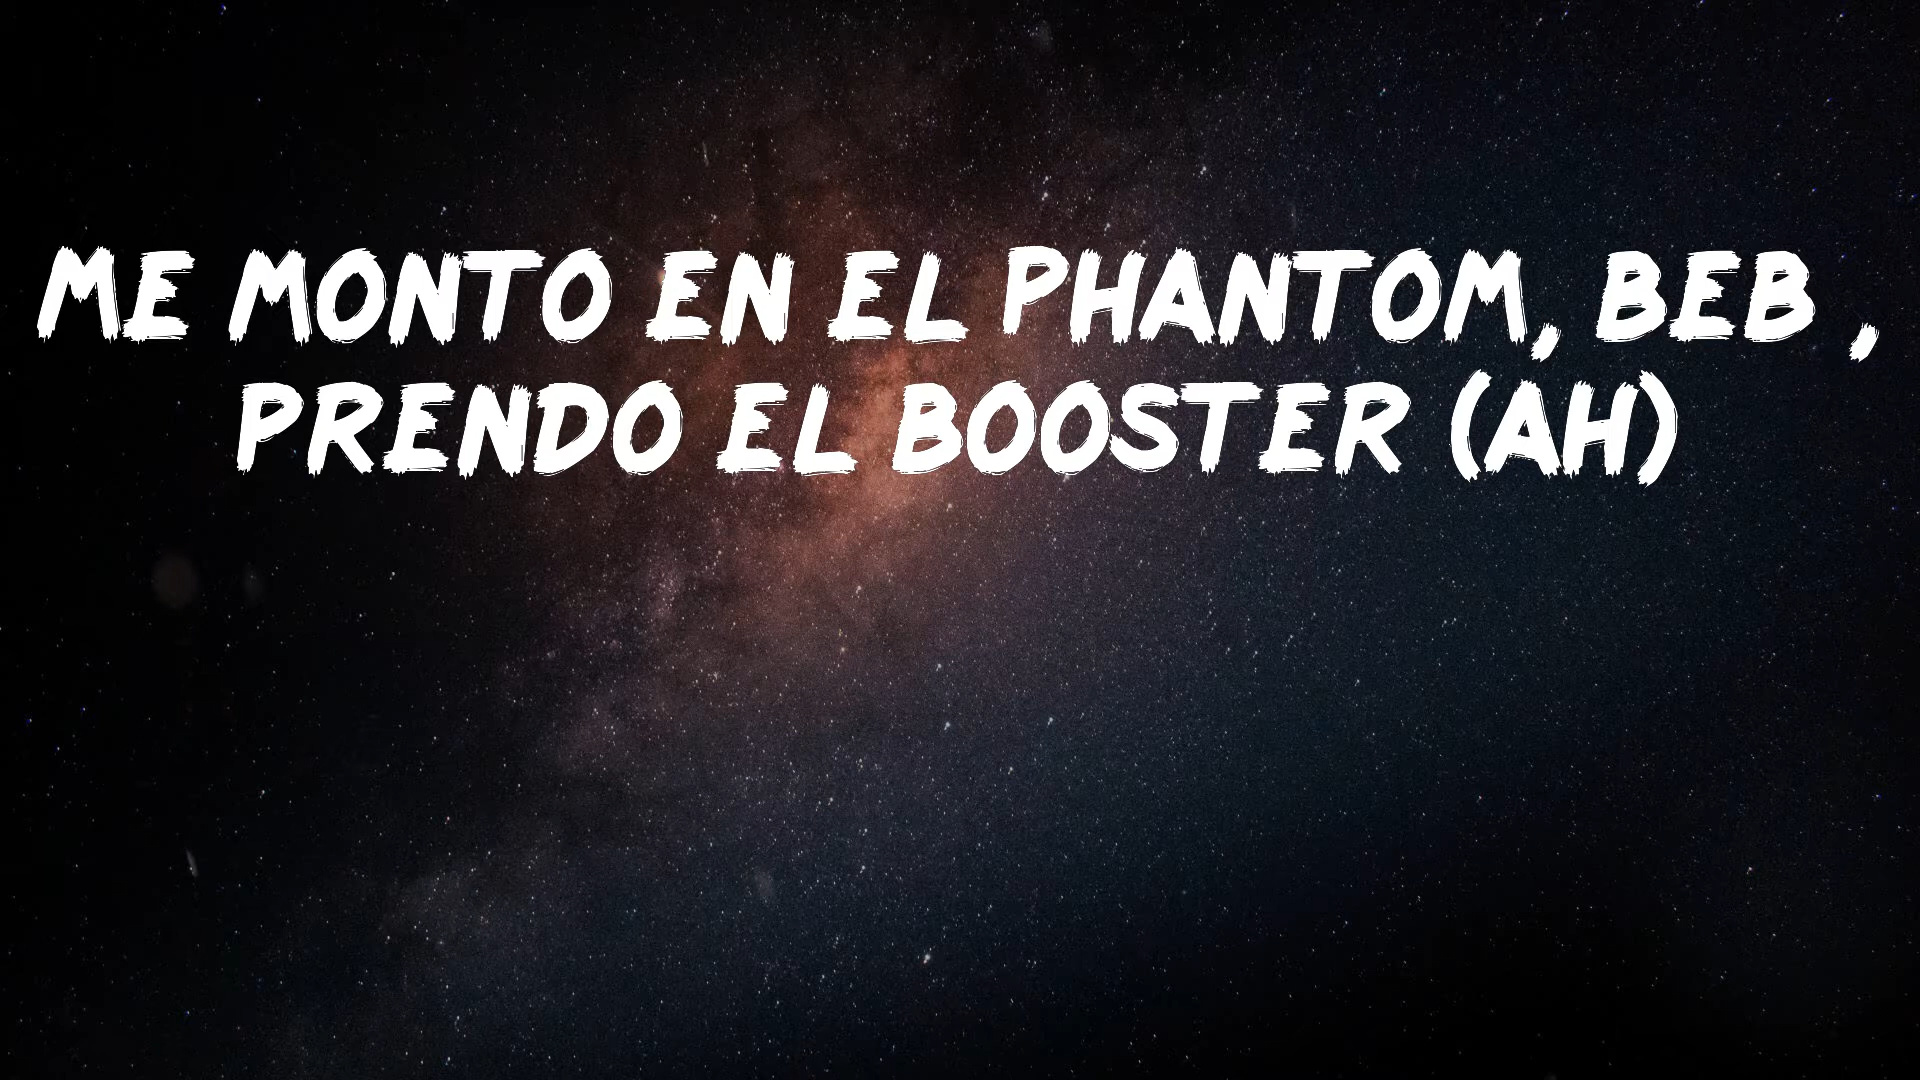 ME MONTO EN EL PHANTOM, BEB ,
PRENDO EL BOOSTER (AH)